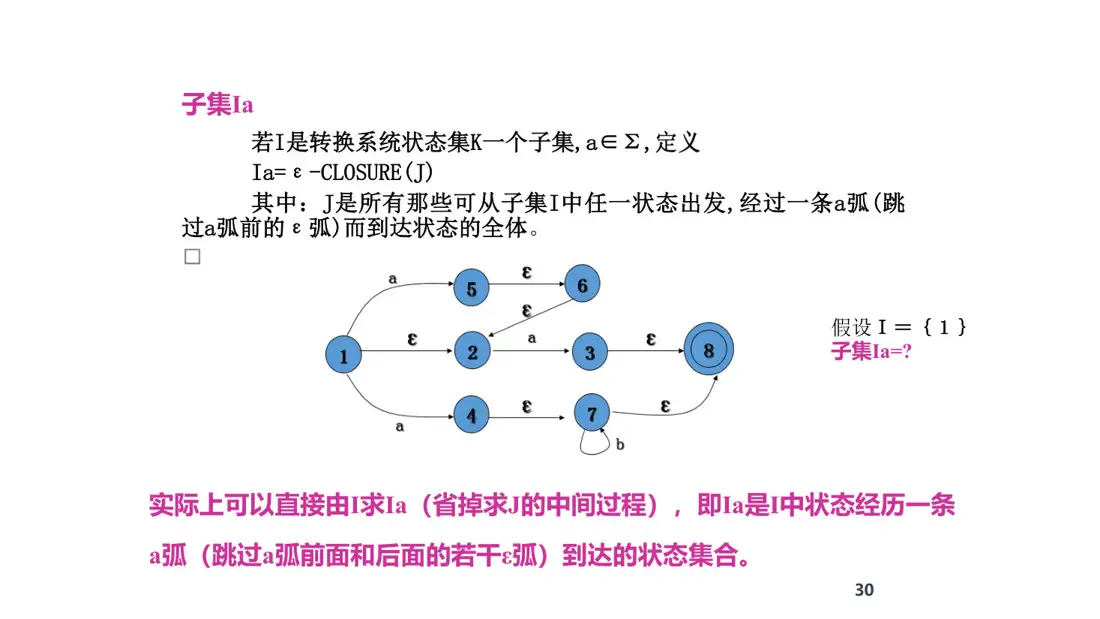 子集Ia
若I是转换系统状态集K一个子集,a∈Σ,定义
Ia=ε-CLOSURE(J)
其中：J是所有那些可从子集I中任一状态出发,经过一条a弧(跳
过a弧前的ε弧)而到达状态的全体。
a
5
ε
6
ε
1
ε
2
a
3
ε
8
a
4
ε
7
ε
b
假设I＝{1}
子集Ia=?
实际上可以直接由I求Ia（省掉求J的中间过程），即Ia是I中状态经历一条
a弧（跳过a弧前面和后面的若干ε弧）到达的状态集合。
30